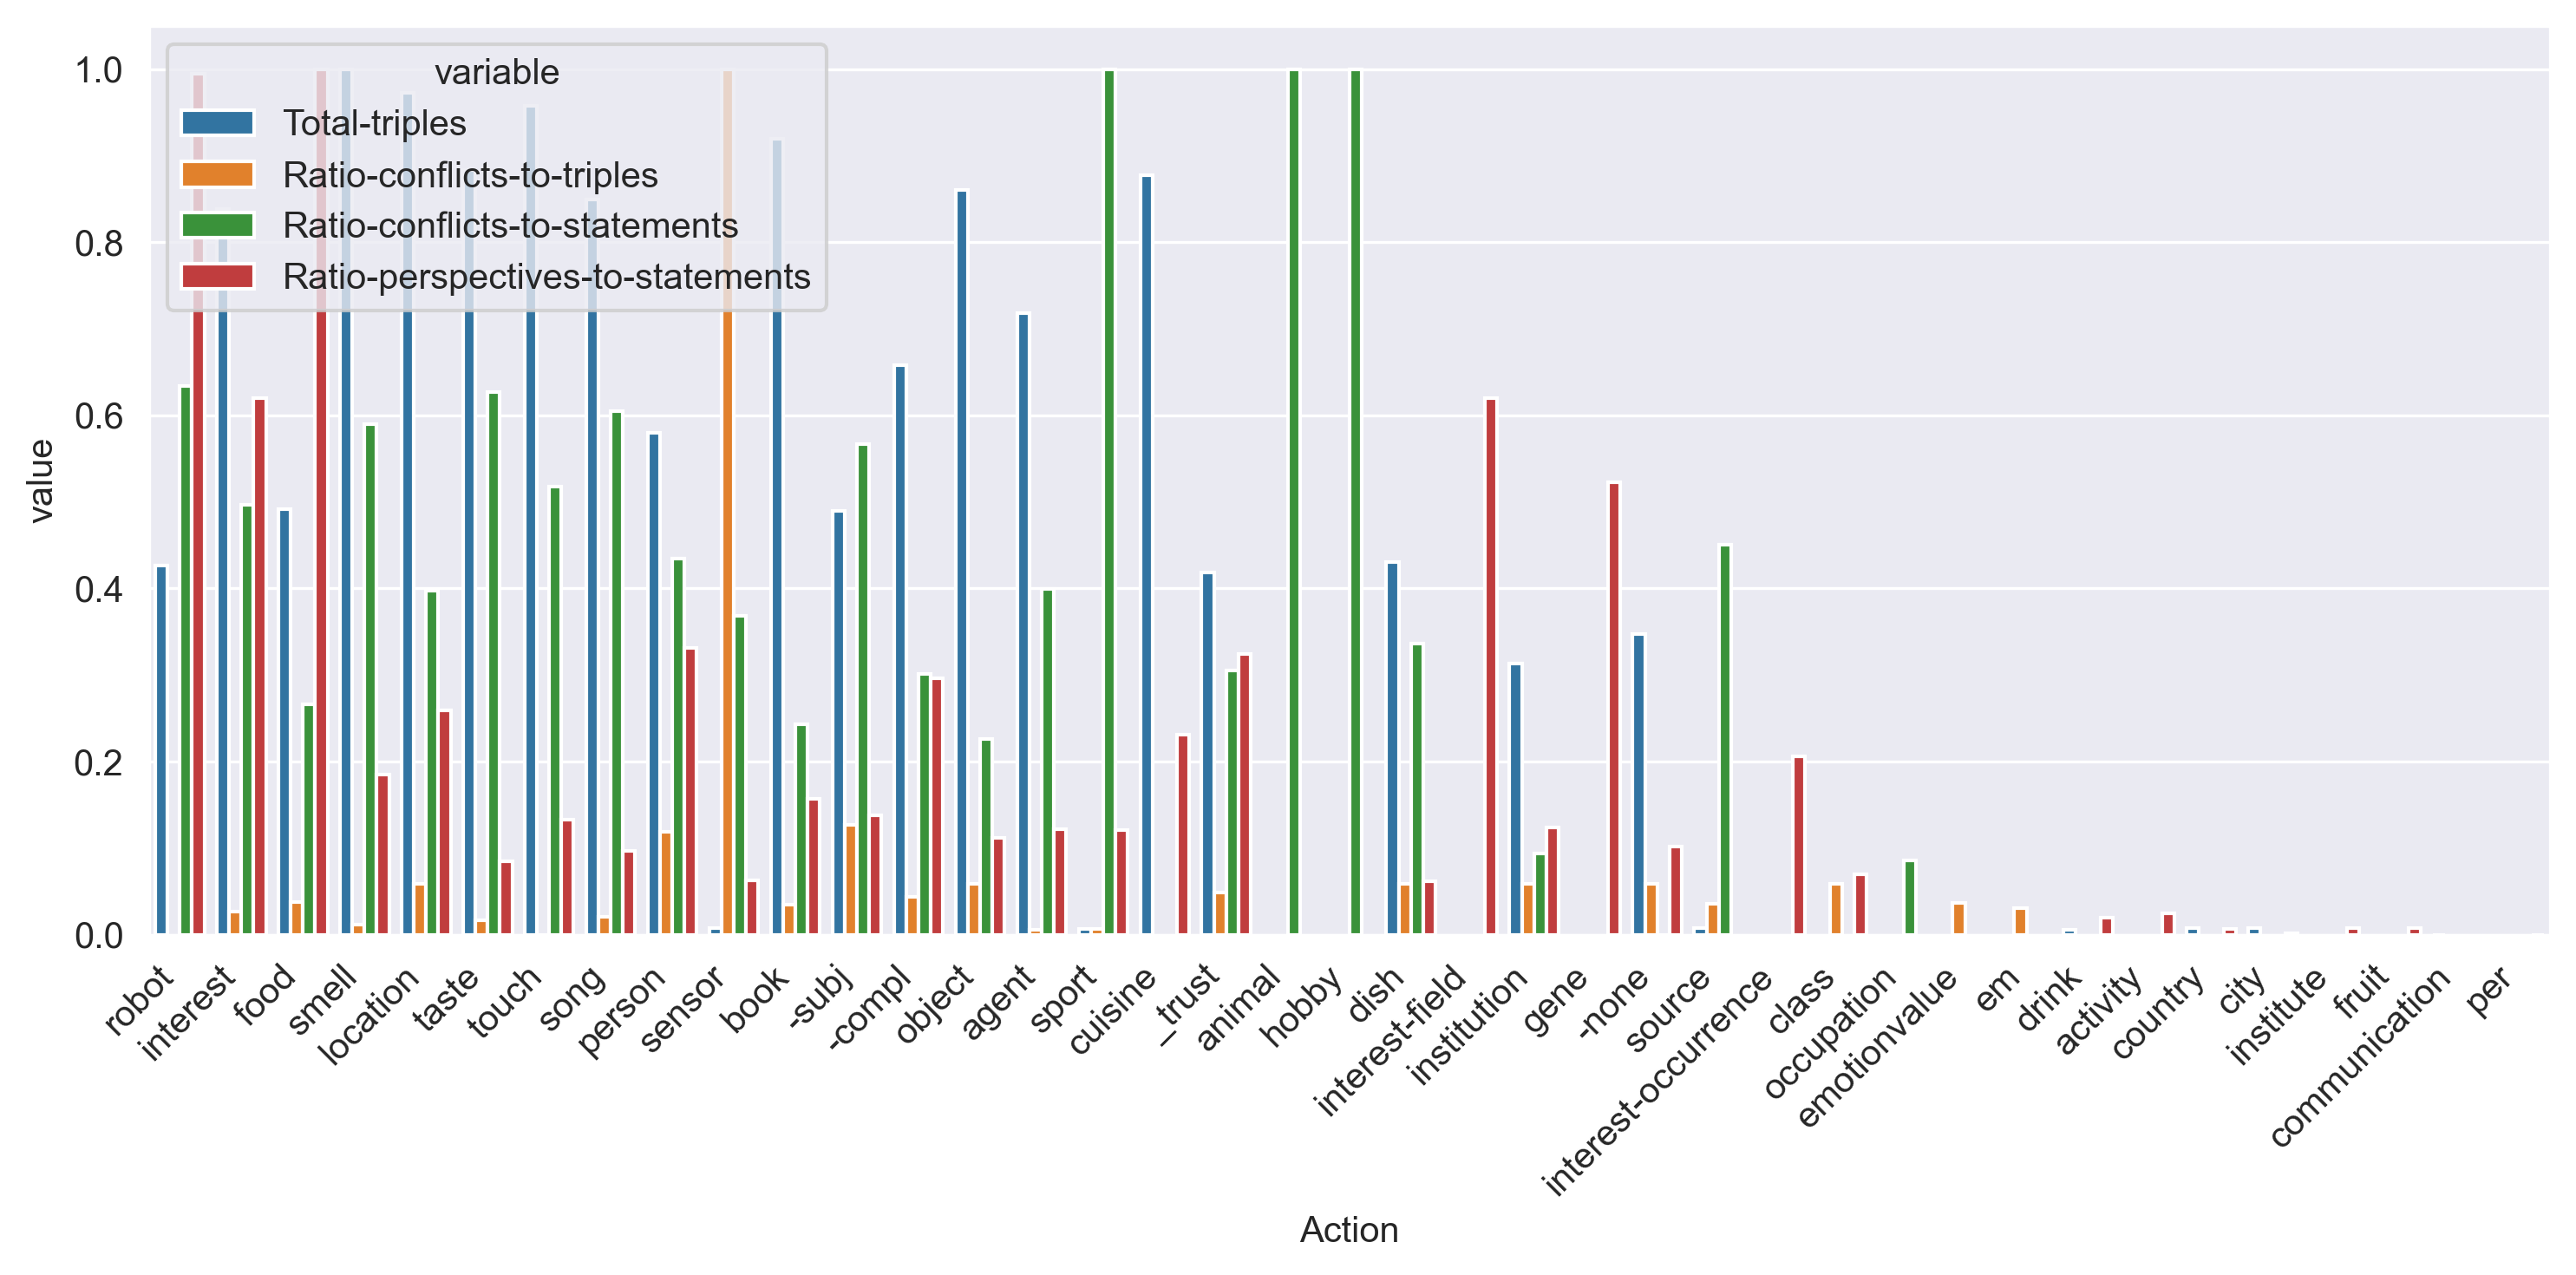 variable
Total-triples
Ratio-conflicts-to-triples
Ratio-conflicts-to-statements
Ratio-perspectives-to-statements
value
1.0
0.8
0.6
0.4
0.2
0.0
robot
interest
food
smell
location
taste
touch
song
person
sensor
book
-subj
-compl
object
agent
sport
cuisine
_trust
animal
hobby
dish
interest-field
institution
gene
-none
source
interest-occurrence
class
occupation
emotionvalue
em
drink
activity
country
city
institute
fruit
communication
per
Action